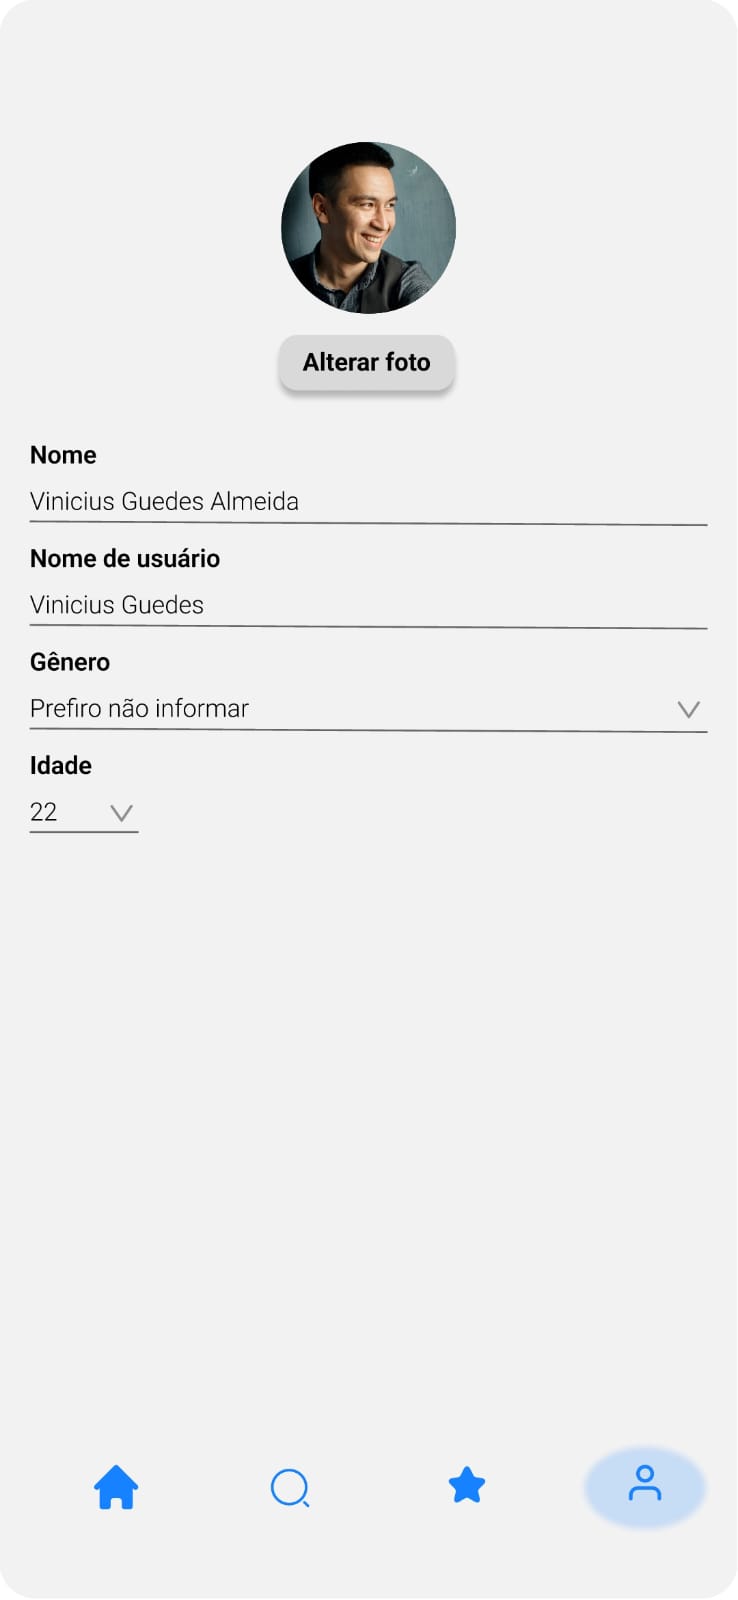 Alterar foto
Nome
Vinicius Guedes Almeida
Nome de usuário
Vinicius Guedes
Gênero
Prefiro não informar
Idade
22